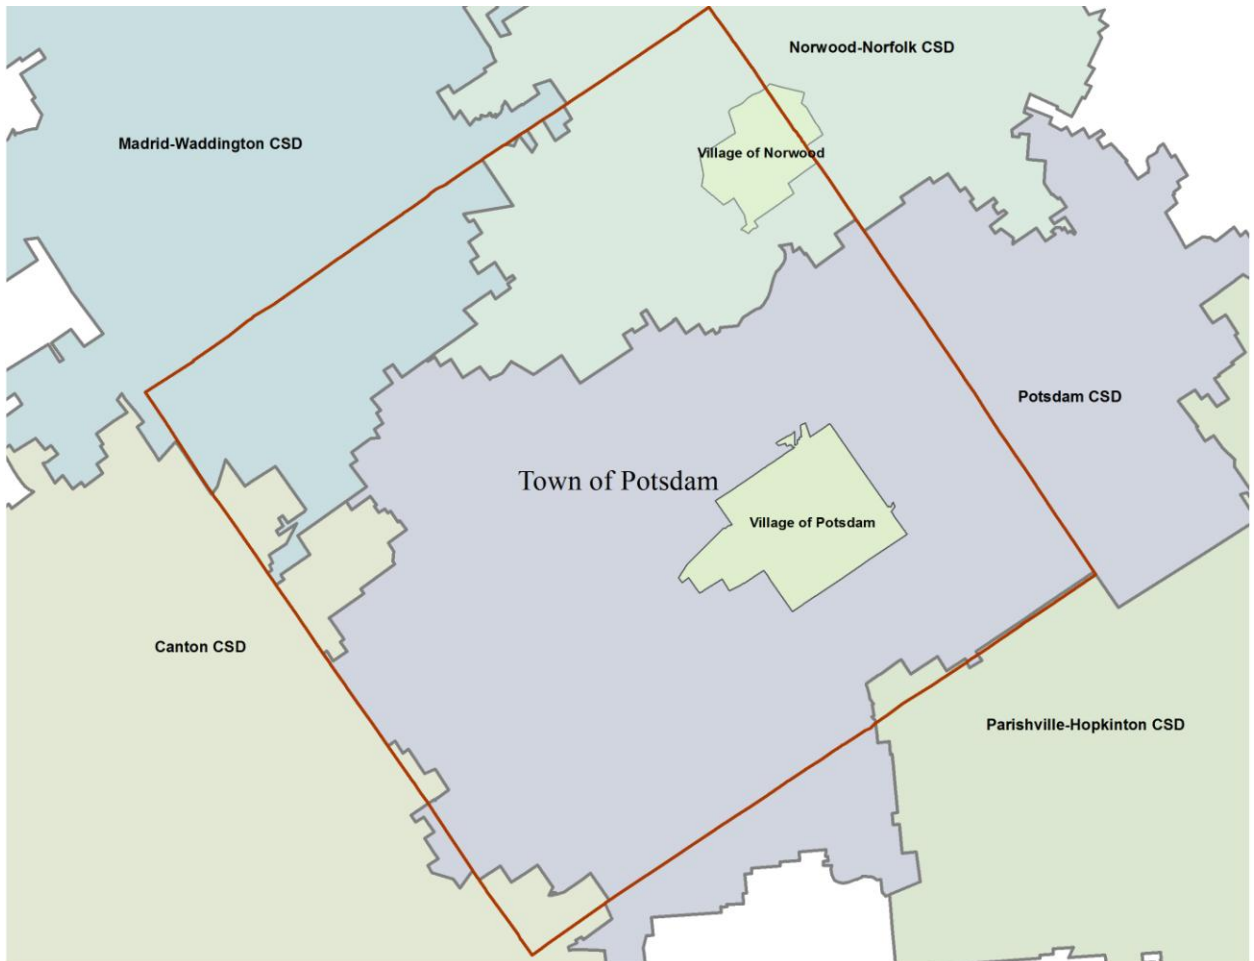 Norwood-Norfolk CSD
Madrid-Waddington CSD
Village of Norwood
Potsdam CSD
Town of Potsdam
Village of Potsdam
Canton CSD
Parishville-Hopkinton CSD